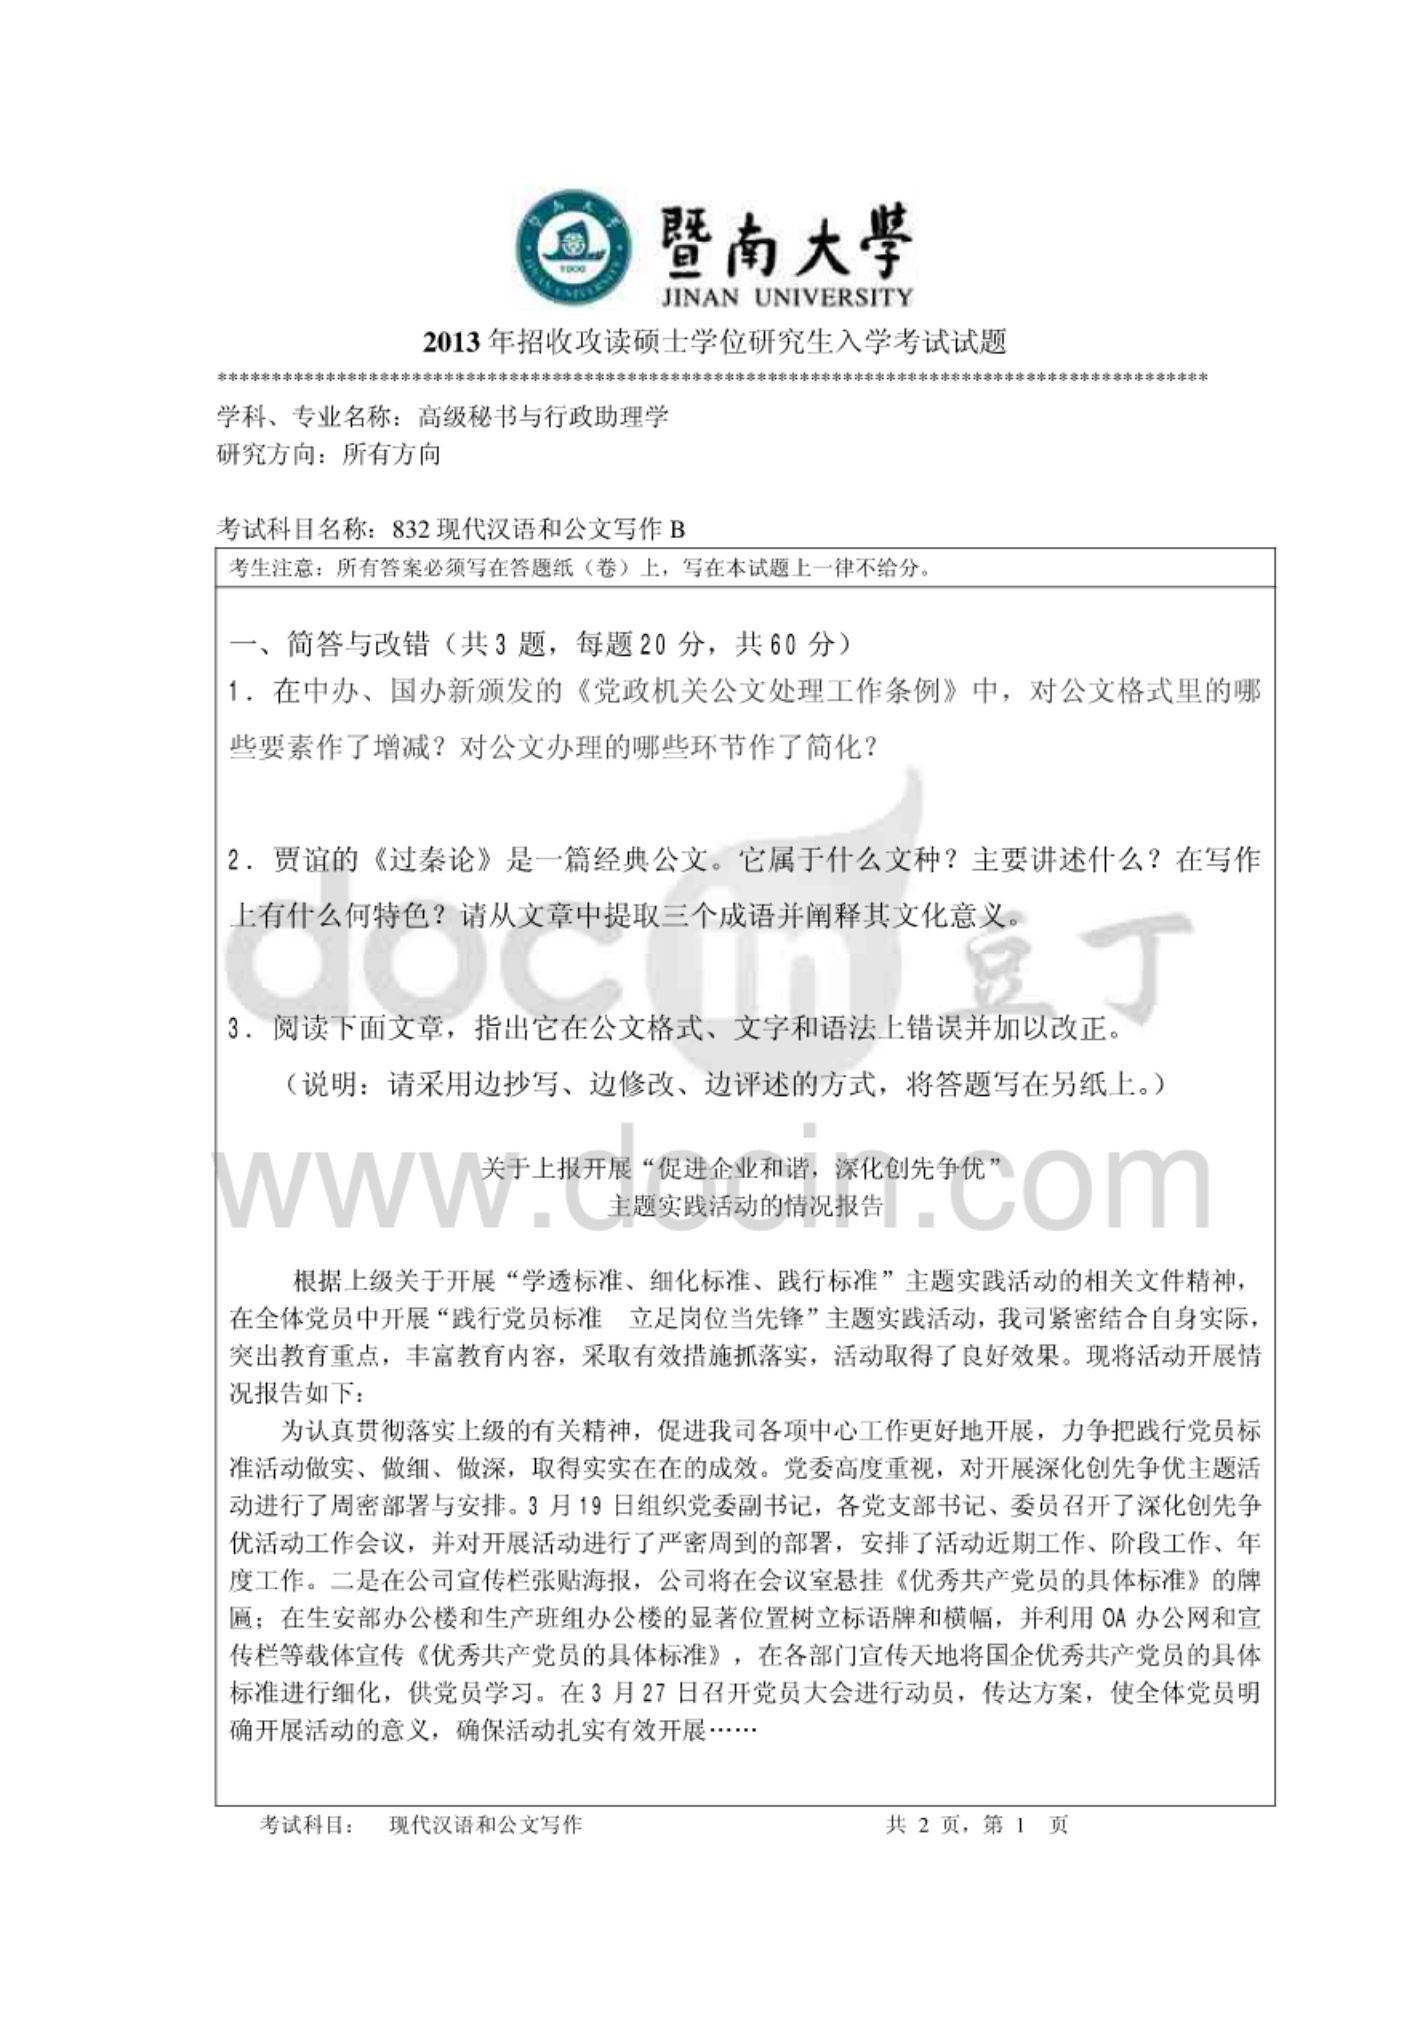 暨南大学
JINAN UNIVERSITY
2013 年招收攻读硕士学位研究生入学考试试题
********************************************************************************************
学科、专业名称：高级秘书与行政助理学
研究方向：所有方向
考试科目名称：832 现代汉语和公文写作 B
考生注意：所有答案必须写在答题纸（卷）上，写在本试题上一律不给分。
一、简答与改错（共 3 题，每题 20 分，共 60 分）
1．在中办、国办新颁发的《党政机关公文处理工作条例》中，对公文格式里的哪
些要素作了增减？对公文办理的哪些环节作了简化？
2．贾谊的《过秦论》是一篇经典公文。它属于什么文种？主要讲述什么？在写作
上有什么何特色？请从文章中提取三个成语并阐释其文化意义。
docin 豆丁
3．阅读下面文章，指出它在公文格式、文字和语法上错误并加以改正。
（说明：请采用边抄写、边修改、边评述的方式，将答题写在另纸上。）
www.docin.com
关于上报开展“促进企业和谐，深化创先争优”
主题实践活动的情况报告
根据上级关于开展“学透标准、细化标准、践行标准”主题实践活动的相关文件精神，
在全体党员中开展“践行党员标准 立足岗位当先锋”主题实践活动，我司紧密结合自身实际，
突出教育重点，丰富教育内容，采取有效措施抓落实，活动取得了良好效果。现将活动开展情
况报告如下：
为认真贯彻落实上级的有关精神，促进我司各项中心工作更好地开展，力争把践行党员标
准活动做实、做细、做深，取得实实在在的成效。党委高度重视，对开展深化创先争优主题活
动进行了周密部署与安排。3 月 19 日组织党委副书记，各党支部书记、委员召开了深化创先争
优活动工作会议，并对开展活动进行了严密周到的部署，安排了活动近期工作、阶段工作、年
度工作。二是在公司宣传栏张贴海报，公司将在会议室悬挂《优秀共产党员的具体标准》的牌
匾；在生安部办公楼和生产班组办公楼的显著位置树立标语牌和横幅，并利用 OA 办公网和宣
传栏等载体宣传《优秀共产党员的具体标准》，在各部门宣传天地将国企优秀共产党员的具体
标准进行细化，供党员学习。在 3 月 27 日召开党员大会进行动员，传达方案，使全体党员明
确开展活动的意义，确保活动扎实有效开展……
考试科目： 现代汉语和公文写作 共 2 页，第 1 页